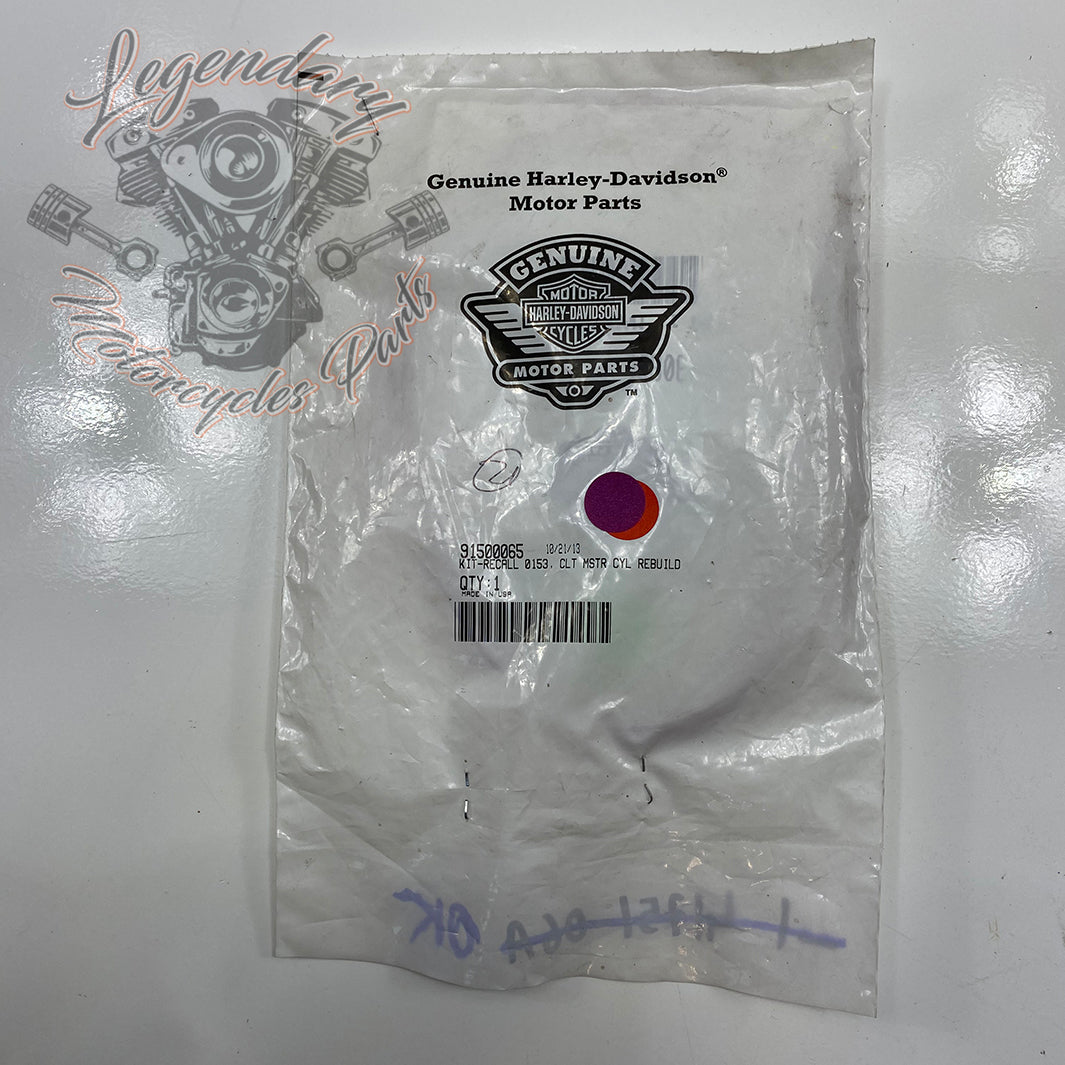 Legendary
Motorcycles Parts
Genuine Harley-Davidson®
Motor Parts
GENUINE
MOTOR
HARLEY-DAVIDSON
CYCLES
MOTOR PARTS
® ™
91500065 10/21/13
KIT-RECALL 0153, CLT MSTR CYL REBUILD
QTY:1
MADE IN USA
OK